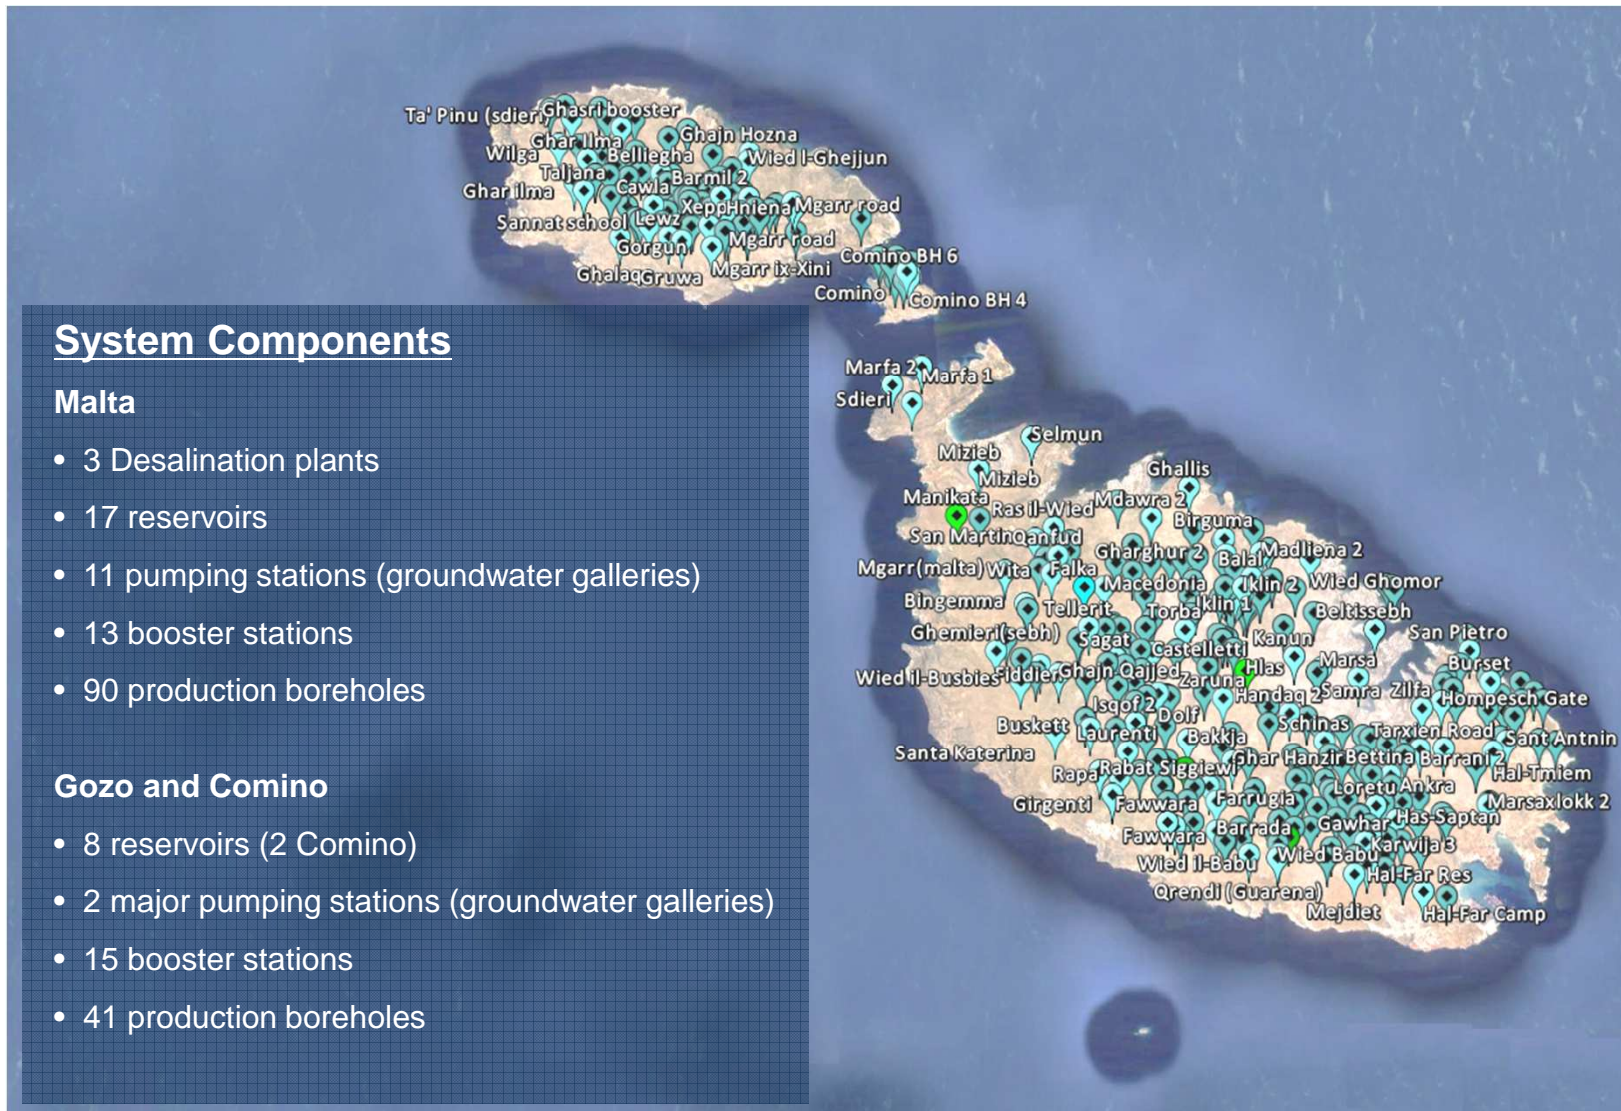 System Components
Malta
• 3 Desalination plants
• 17 reservoirs
• 11 pumping stations (groundwater galleries)
• 13 booster stations
• 90 production boreholes
Gozo and Comino
• 8 reservoirs (2 Comino)
• 2 major pumping stations (groundwater galleries)
• 15 booster stations
• 41 production boreholes
Ta' Pinu (sdieri)
Ghasri booster
Ghar Ilma
Ghajn Hozna
Wilga
Belliegha
Wied l-Ghejjun
Taljana
Barmil 2
Ghar ilma
Cawla
Hniena
Mgarr road
Sannat school
Lewz
Gorgun
Mgarr road
Gruwa
Mgarr ix-Xini
Comino BH 6
Comino
Comino BH 4
Marfa 2
Marfa 1
Sdieri
Selmun
Mizieb
Mizieb
Ghallis
Manikata
Ras il-Wied
Mdawra 2
Birguma
San Martin
Qanfud
Gharghur 2
Balal
Madliena 2
Mgarr(malta)
Wita
Falka
Macedonia
Iklin 2
Wied Ghomor
Bingemma
Tellerit
Torba
Iklin 1
Beltissebh
Ghemieri(sebh)
Sagat
Castelletti
Kanun
San Pietro
Wied il-Busbies
Fiddien
Ghajn Qajjed
Zaruna
Hlas
Marsa
Burset
Handaq 2
Samra
Zilfa
Hompesch Gate
Isqof 2
Dolf
Buskett
Laurenti
Bakkja
Schinas
Tarxien Road
Sant Antnin
Santa Katerina
Rapa
Rabat
Siggiewi
Ghar Hanzir
Bettina
Barrani 2
Hal-Tmiem
Girgenti
Fawwara
Farrugia
Loretu
Ankra
Marsaxlokk 2
Fawwara
Barrada
Gawhar
Has-Saptan
Wied il-Babu
Wied Babu
Karwija 3
Qrendi (Guarena)
Hal-Far Res
Mejdiet
Hal-Far Camp